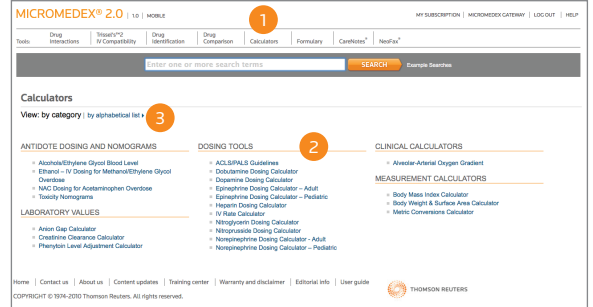 MICROMEDEX® 2.0 | 1.0 | MOBILE
MY SUBSCRIPTION | MICROMEDEX GATEWAY | LOG OUT | HELP
1
Tools: Drug Interactions | Trissel's™2 IV Compatibility | Drug Identification | Drug Comparison | Calculators | Formulary | CareNotes® | NeoFax®
Enter one or more search terms SEARCH Example Searches
Calculators
View: by category | by alphabetical list
3
ANTIDOTE DOSING AND NOMOGRAMS
Alcohols/Ethylene Glycol Blood Level
Ethanol – IV Dosing for Methanol/Ethylene Glycol
Overdose
NAC Dosing for Acetaminophen Overdose
Toxicity Nomograms
LABORATORY VALUES
Anion Gap Calculator
Creatinine Clearance Calculator
Phenytoin Level Adjustment Calculator
DOSING TOOLS
2
ACLS/PALS Guidelines
Dobutamine Dosing Calculator
Dopamine Dosing Calculator
Epinephrine Dosing Calculator – Adult
Epinephrine Dosing Calculator – Pediatric
Heparin Dosing Calculator
IV Rate Calculator
Nitroglycerin Dosing Calculator
Nitroprusside Dosing Calculator
Norepinephrine Dosing Calculator - Adult
Norepinephrine Dosing Calculator – Pediatric
CLINICAL CALCULATORS
Alveolar-Arterial Oxygen Gradient
MEASUREMENT CALCULATORS
Body Mass Index Calculator
Body Weight & Surface Area Calculator
Metric Conversions Calculator
Home | Contact us | About us | Content updates | Training center | Warranty and disclaimer | Editorial info | User guide
COPYRIGHT © 1974-2010 Thomson Reuters. All rights reserved.
THOMSON REUTERS